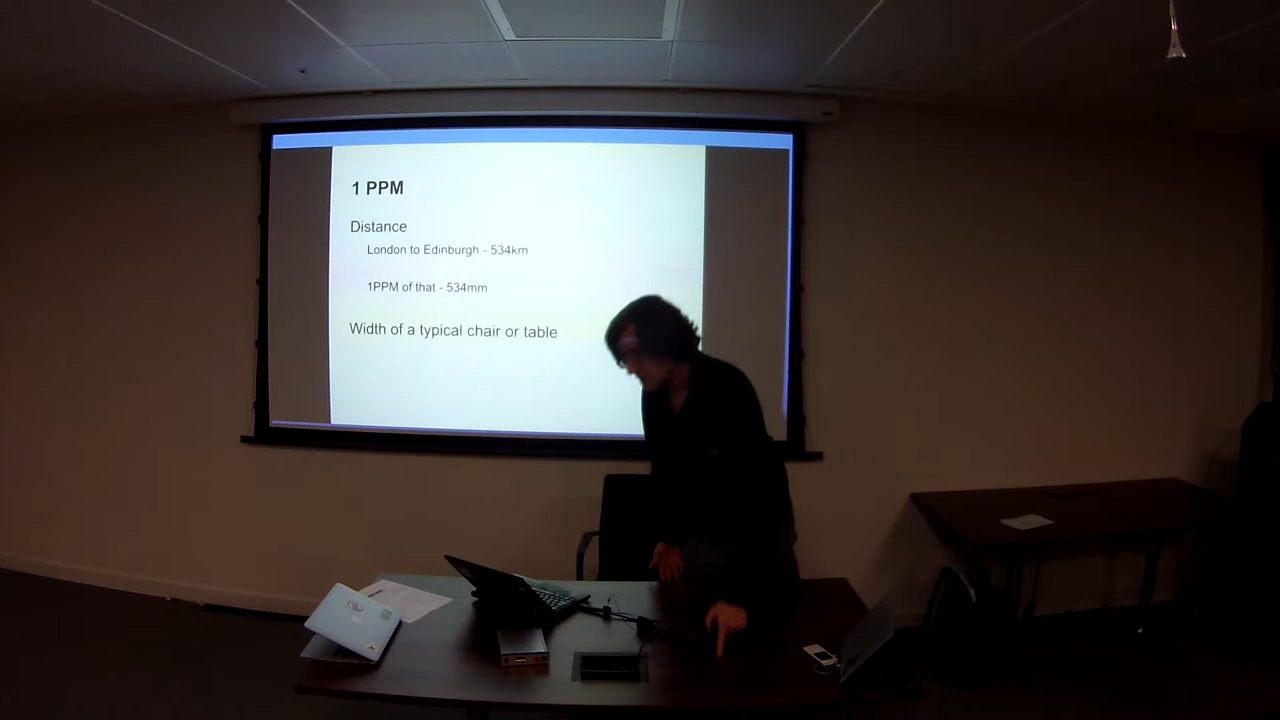 1 PPM
Distance
London to Edinburgh - 534km
1PPM of that - 534mm
Width of a typical chair or table